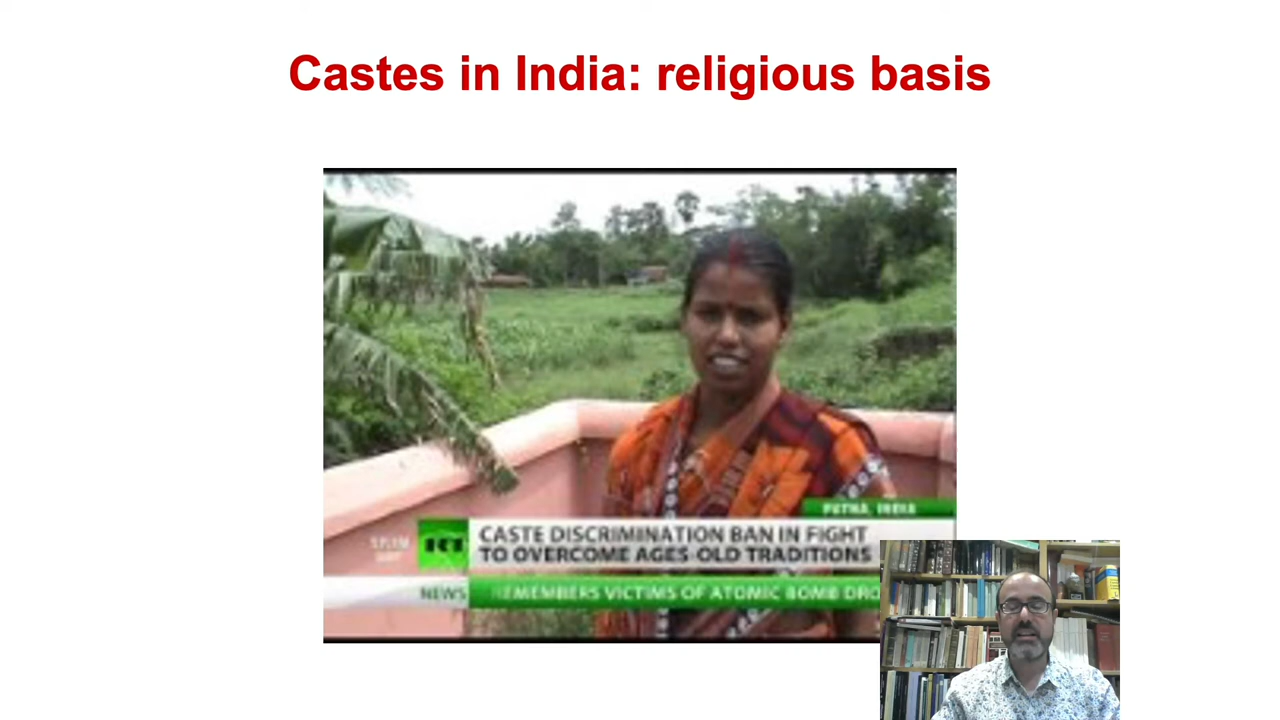 Castes in India: religious basis
PATNA, INDIA
RT
CASTE DISCRIMINATION BAN IN FIGHT
TO OVERCOME AGES-OLD TRADITIONS
NEWS
REMEMBERS VICTIMS OF ATOMIC BOMB DRO